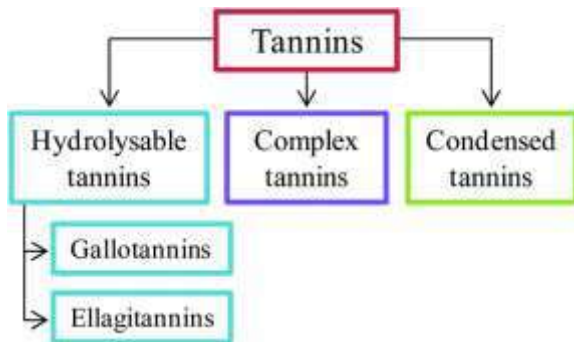 Tannins
Hydrolysable
tannins
Complex
tannins
Condensed
tannins
Gallotannins
Ellagitannins